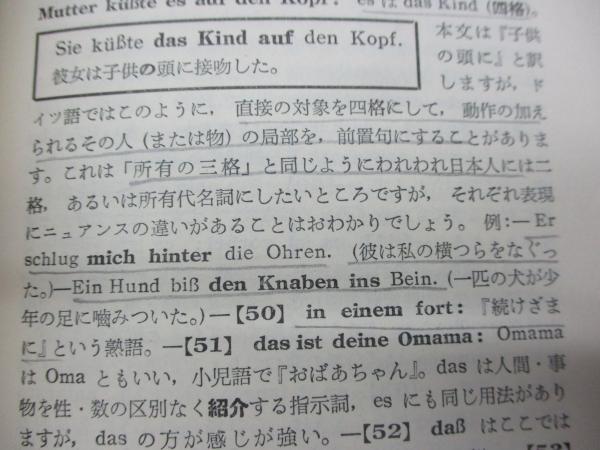 Mutter küßte es auf den Kopf: es は das Kind (四格)。
Sie küßte das Kind auf den Kopf.
彼女は子供の頭に接吻した。
本文は『子供
の頭に』と訳
しますが，ド
イツ語ではこのように，直接の対象を四格にして，動作の加え
られるその人（または物）の局部を，前置句にすることがありま
す。これは「所有の三格」と同じようにわれわれ日本人には二
格，あるいは所有代名詞にしたいところですが，それぞれ表現
にニュアンスの違いがあることはおわかりでしょう。例:— Er
schlug mich hinter die Ohren. (彼は私の横つらをなぐっ
た。)—Ein Hund biß den Knaben ins Bein. (一匹の犬が少
年の足に噛みついた。)—【50】 in einem fort: 『続けざま
に』という熟語。—【51】 das ist deine Omama: Omama
は Oma ともいい，小児語で『おばあちゃん』。das は人間・事
物を性・数の区別なく紹介する指示詞，es にも同じ用法があり
ますが，das の方が感じが強い。—【52】 daß はここでは